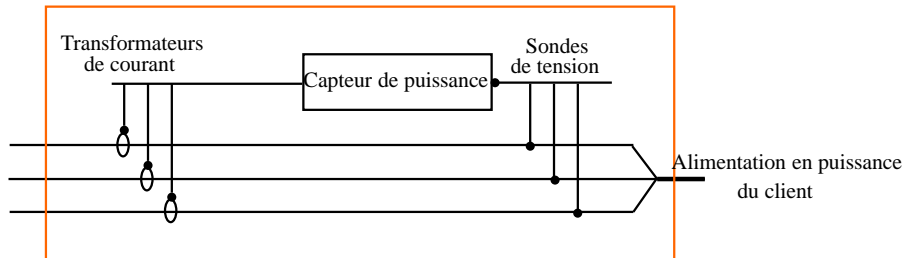 Transformateurs
de courant
Capteur de puissance
Sondes
de tension
Alimentation en puissance
du client